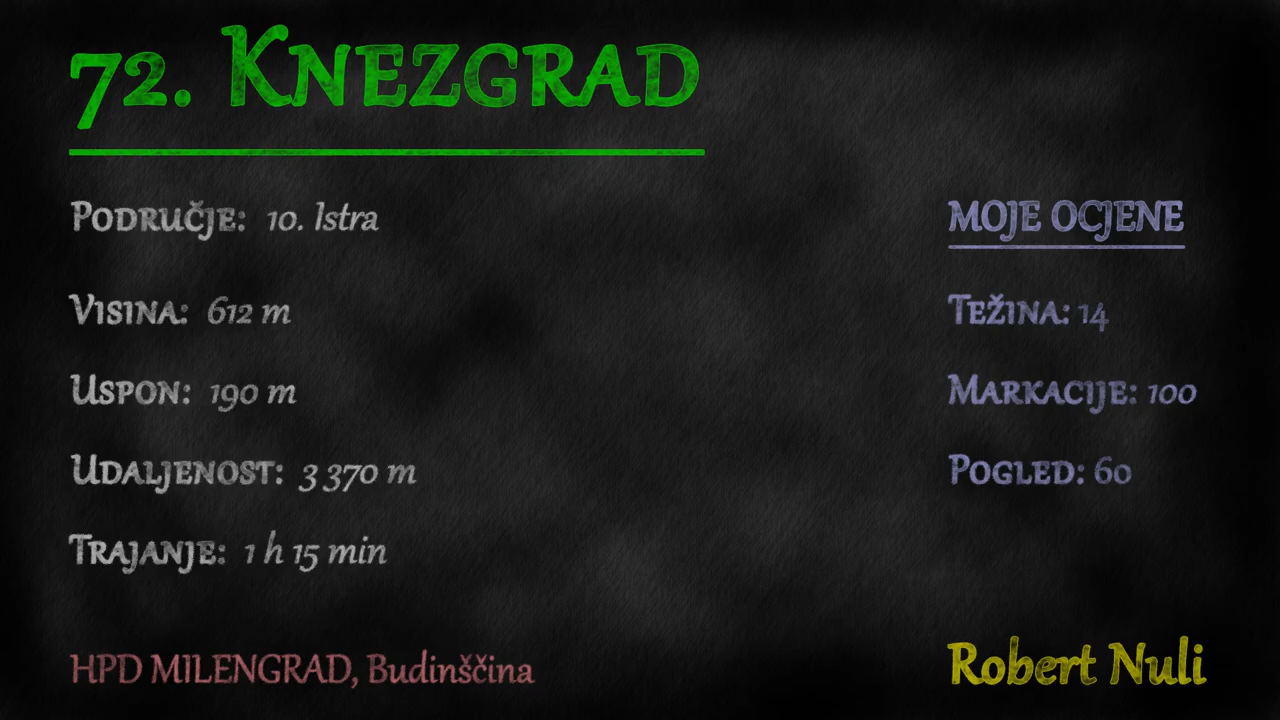 72. KNEZGRAD
PODRUČJE: 10. Istra
VISINA: 612 m
USPON: 190 m
UDALJENOST: 3 370 m
TRAJANJE: 1 h 15 min
HPD MILENGRAD, Budinščina
MOJE OCJENE
TEŽINA: 14
MARKACIJE: 100
POGLED: 60
Robert Nuli